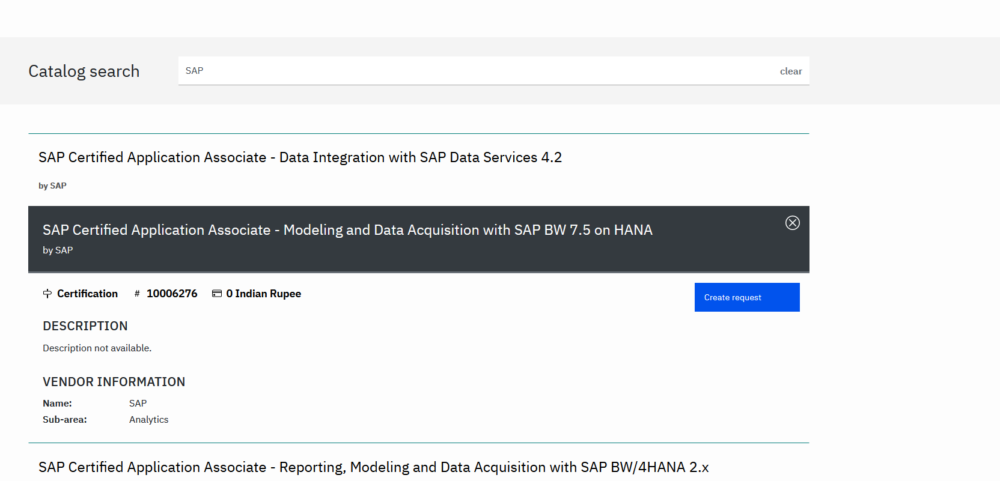 Catalog search
SAP
clear
SAP Certified Application Associate - Data Integration with SAP Data Services 4.2
by SAP
SAP Certified Application Associate - Modeling and Data Acquisition with SAP BW 7.5 on HANA
by SAP
Certification # 10006276 0 Indian Rupee
Create request
DESCRIPTION
Description not available.
VENDOR INFORMATION
Name: SAP
Sub-area: Analytics
SAP Certified Application Associate - Reporting, Modeling and Data Acquisition with SAP BW/4HANA 2.x